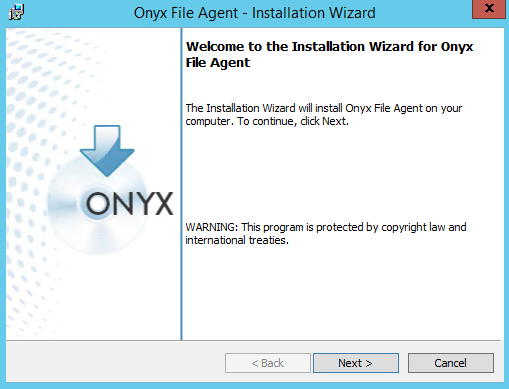 Onyx File Agent - Installation Wizard
x
Welcome to the Installation Wizard for Onyx
File Agent
The Installation Wizard will install Onyx File Agent on your
computer. To continue, click Next.
ONYX
WARNING: This program is protected by copyright law and
international treaties.
< Back
Next >
Cancel